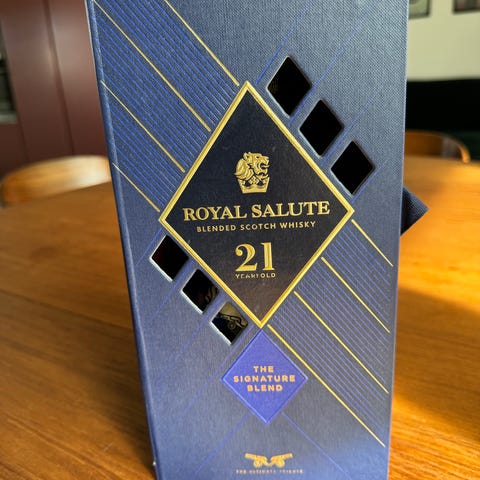 ROYAL SALUTE
BLENDED SCOTCH WHISKY
21
YEARS OLD
THE
SIGNATURE
BLEND
THE ULTIMATE TRIBUTE